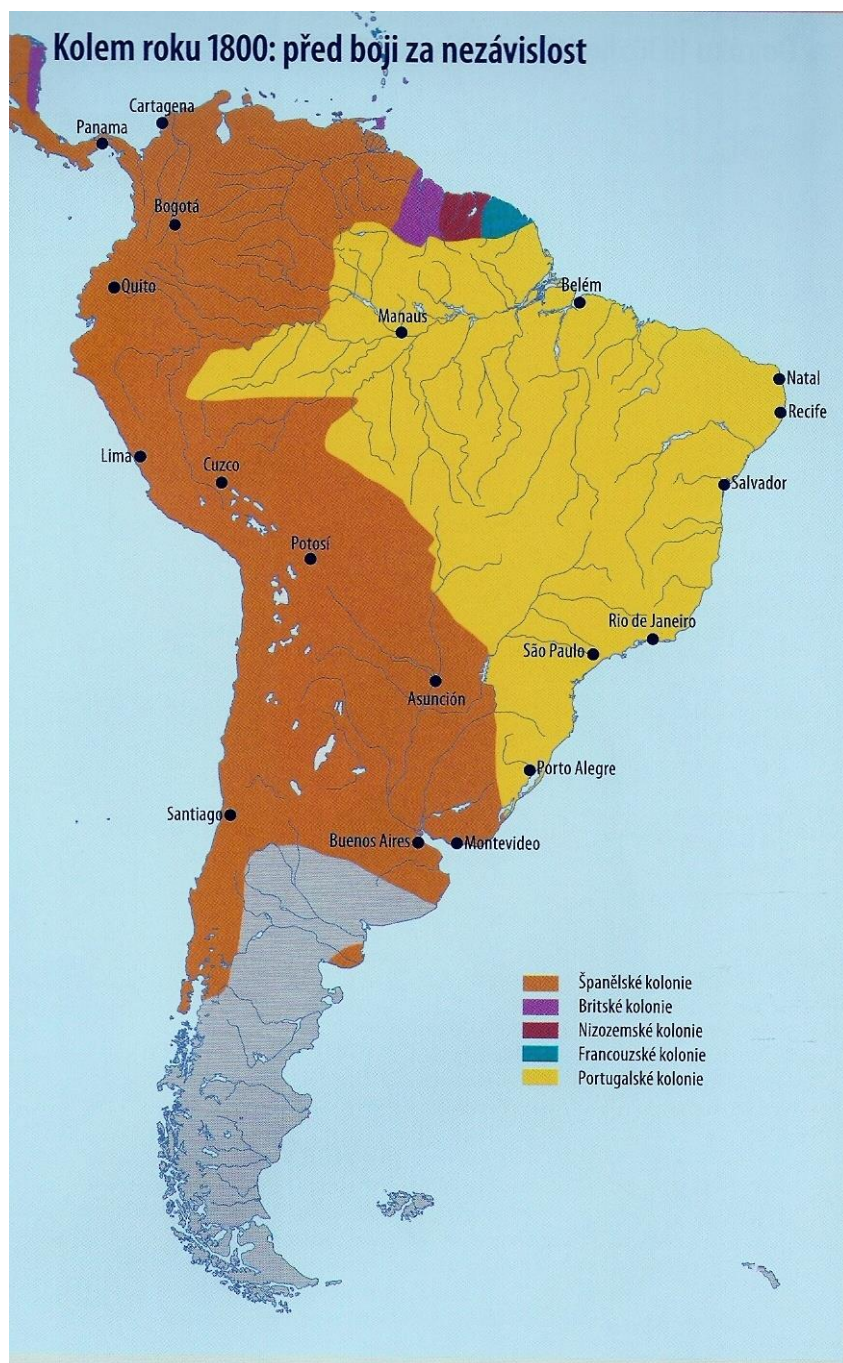 Kolem roku 1800: před boji za nezávislost
Cartagena
Panama
Bogotá
Quito
Belém
Manaus
Natal
Recife
Lima
Cuzco
Salvador
Potosí
Rio de Janeiro
São Paulo
Asunción
Porto Alegre
Santiago
Buenos Aires
Montevideo
Španělské kolonie
Britské kolonie
Nizozemské kolonie
Francouzské kolonie
Portugalské kolonie